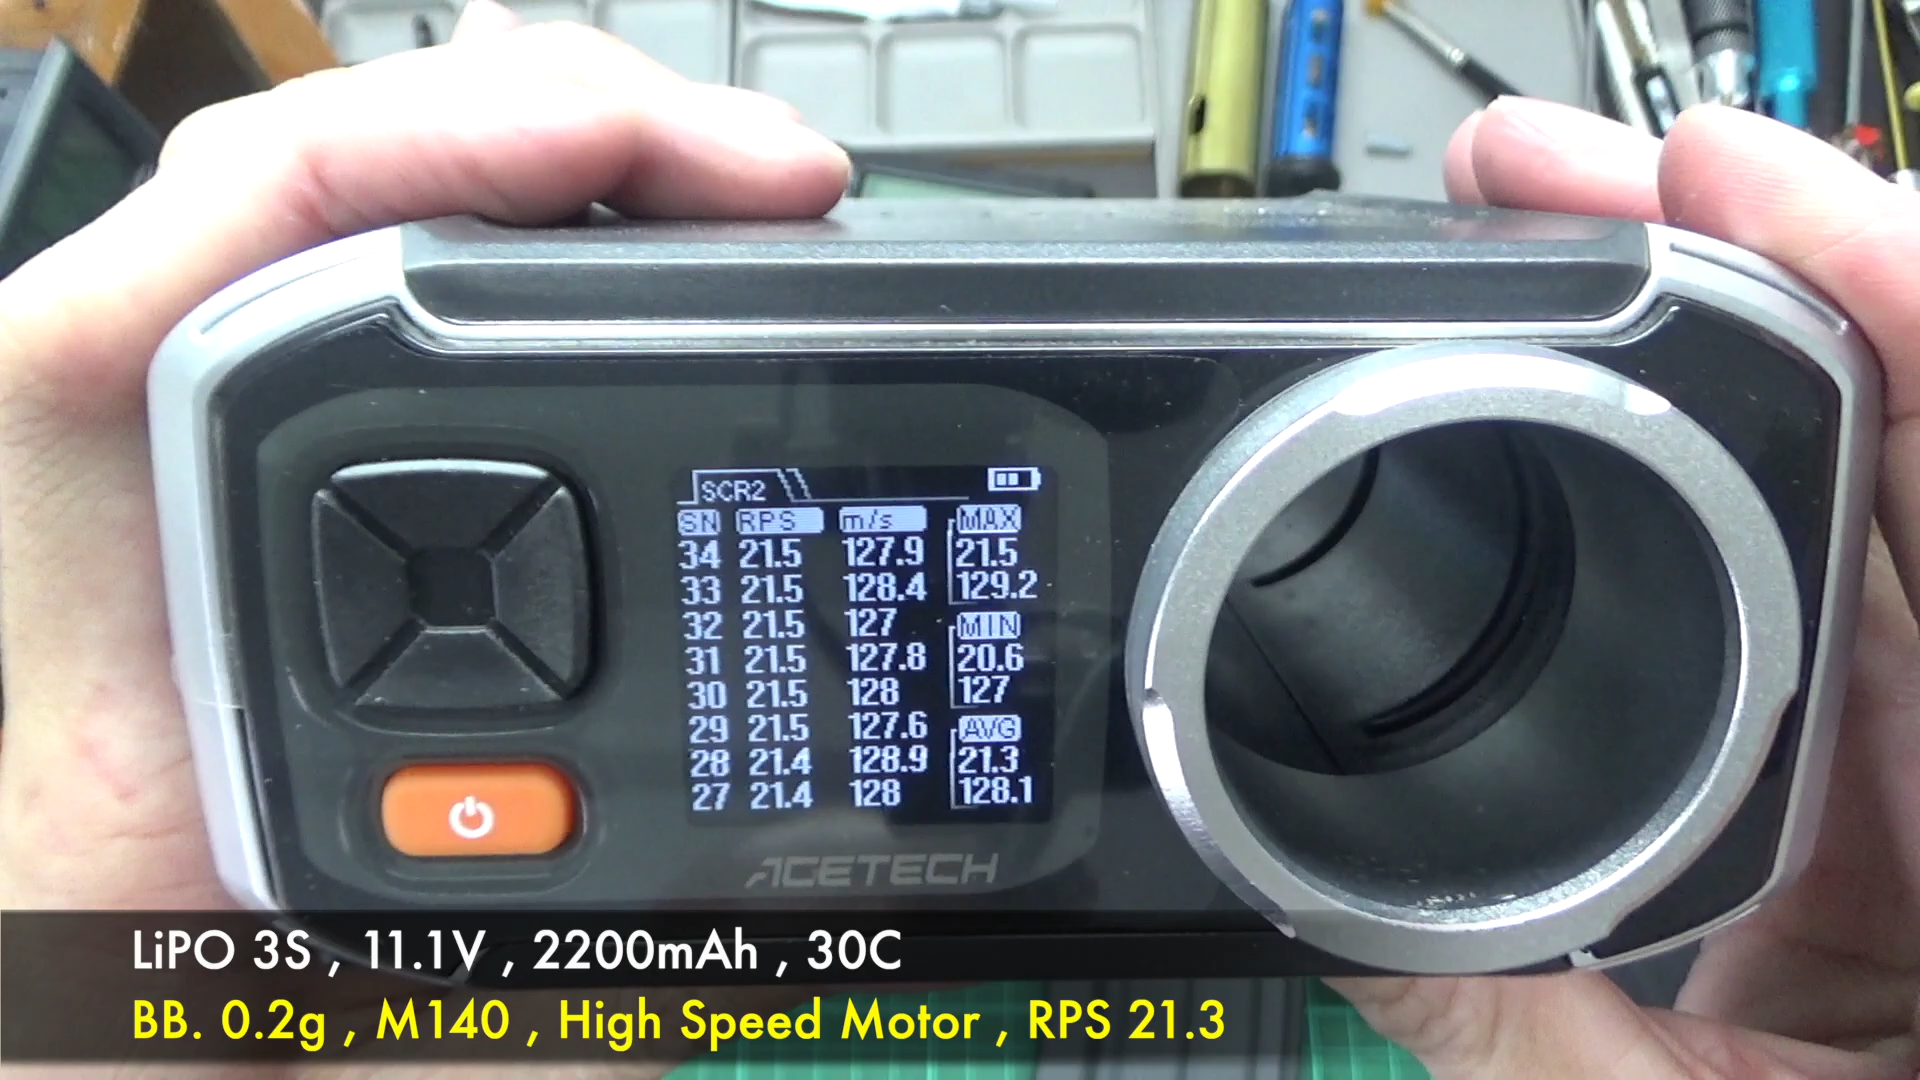 SCR2
SN RPS m/s MAX
34 21.5 127.9 21.5
33 21.5 128.4 129.2
32 21.5 127 MIN
31 21.5 127.8 20.6
30 21.5 128 127
29 21.5 127.6 AVG
28 21.4 128.9 21.3
27 21.4 128 128.1
ACETECH
LiPO 3S , 11.1V , 2200mAh , 30C
BB. 0.2g , M140 , High Speed Motor , RPS 21.3